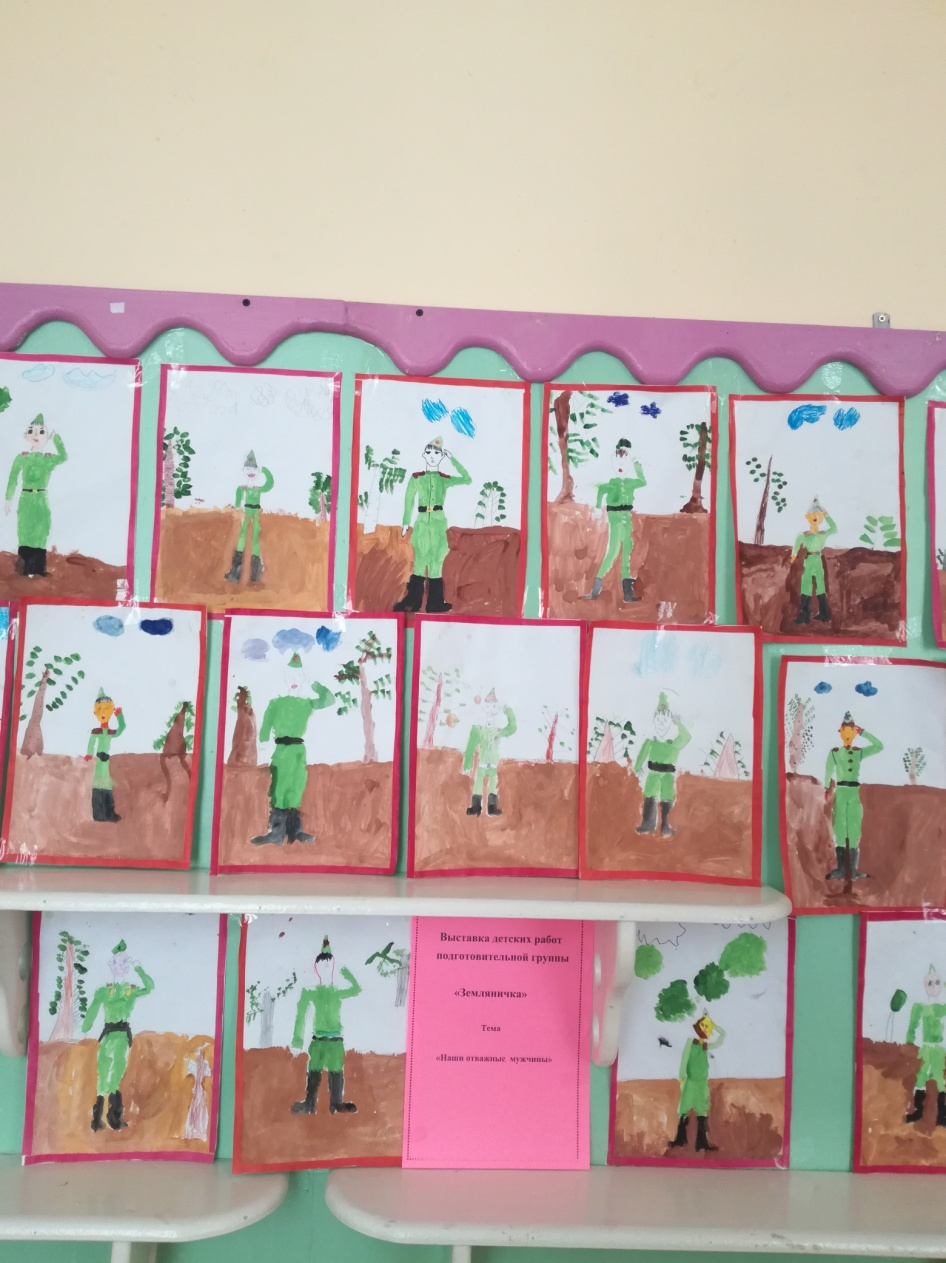 Выставка детских работ
подготовительной группы
«Земляничка»
Тема
«Наши отважные мужчины»